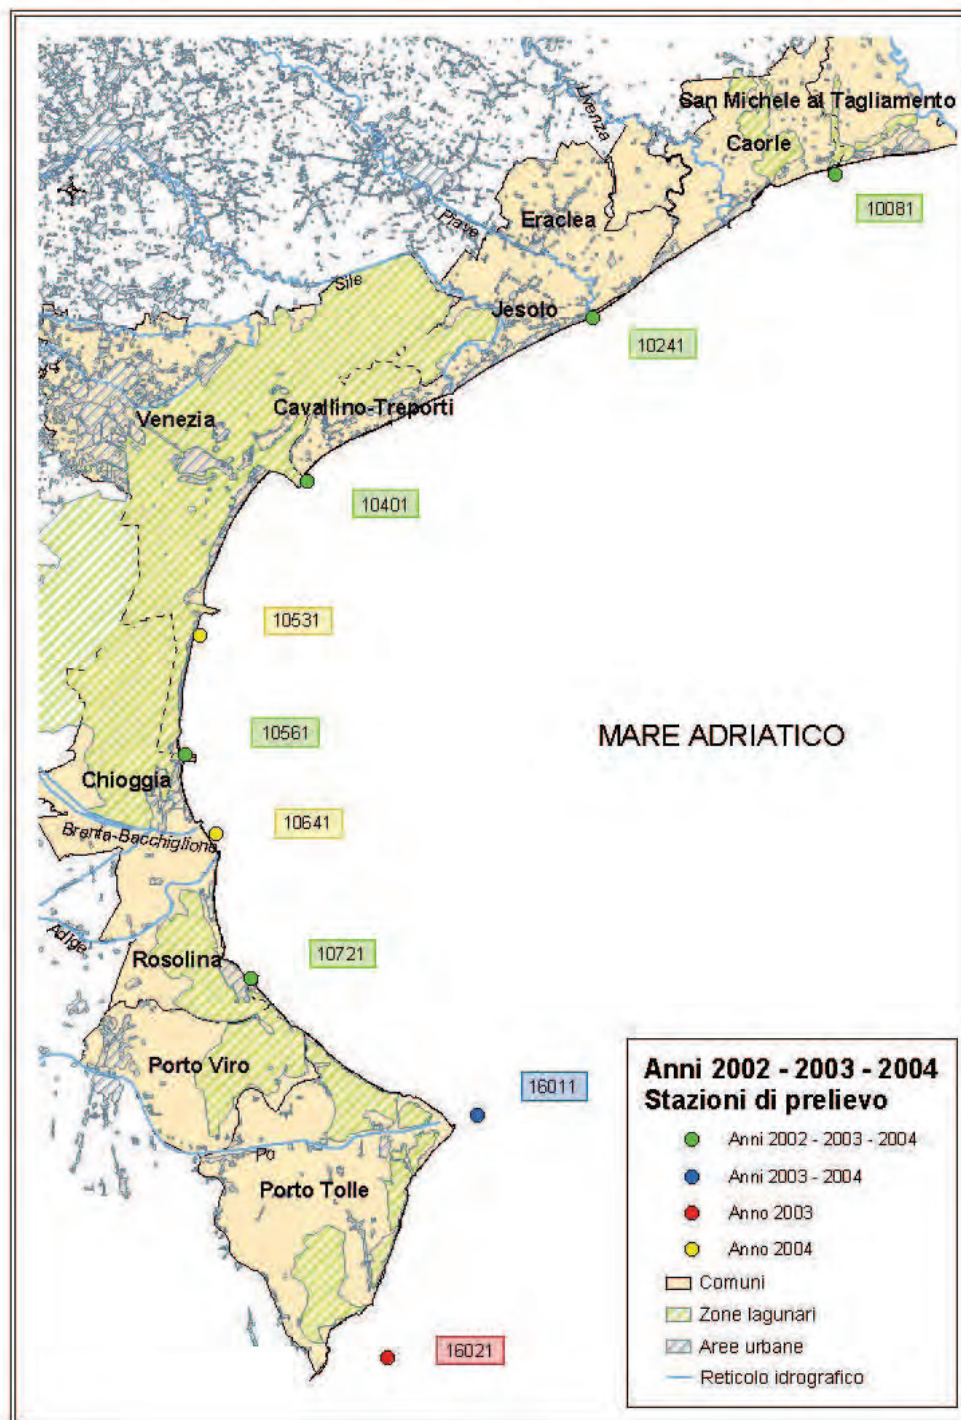 San Michele al Tagliamento
Livenza
Caorle
10081
Eraclea
Piave
Sile
Jesolo
10241
Cavallino-Treporti
Venezia
10401
10531
MARE ADRIATICO
10561
Chioggia
10641
Brenta-Bacchiglione
Adige
Rosolina
10721
Porto Viro
16011
Po
Porto Tolle
16021
Anni 2002 - 2003 - 2004
Stazioni di prelievo
Anni 2002 - 2003 - 2004
Anni 2003 - 2004
Anno 2003
Anno 2004
Comuni
Zone lagunari
Aree urbane
Reticolo idrografico